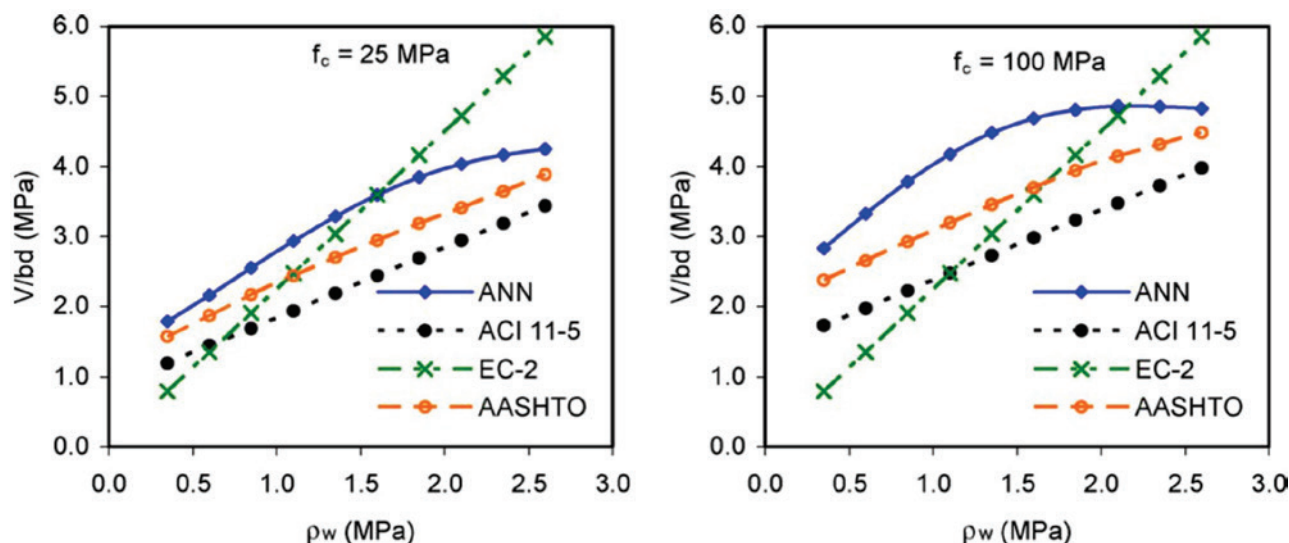 6.0
5.0
4.0
3.0
2.0
1.0
0.0
V/bd (MPa)
f_c = 25 MPa
ANN
ACI 11-5
EC-2
AASHTO
0.0 0.5 1.0 1.5 2.0 2.5 3.0
ρw (MPa)
6.0
5.0
4.0
3.0
2.0
1.0
0.0
V/bd (MPa)
f_c = 100 MPa
ANN
ACI 11-5
EC-2
AASHTO
0.0 0.5 1.0 1.5 2.0 2.5 3.0
ρw (MPa)